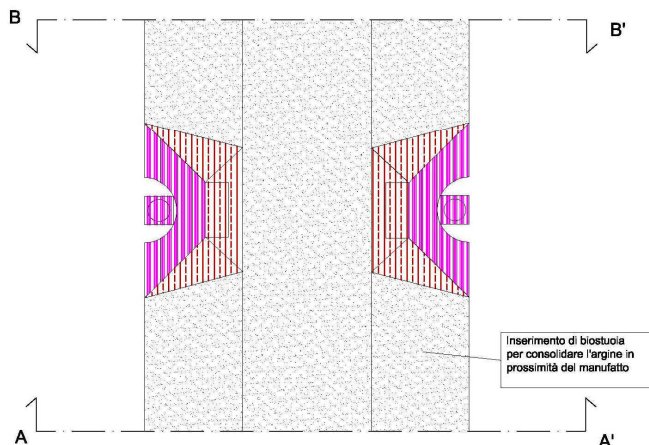 B
B'
Inserimento di biostuoia
per consolidare l'argine in
prossimità del manufatto
A
A'